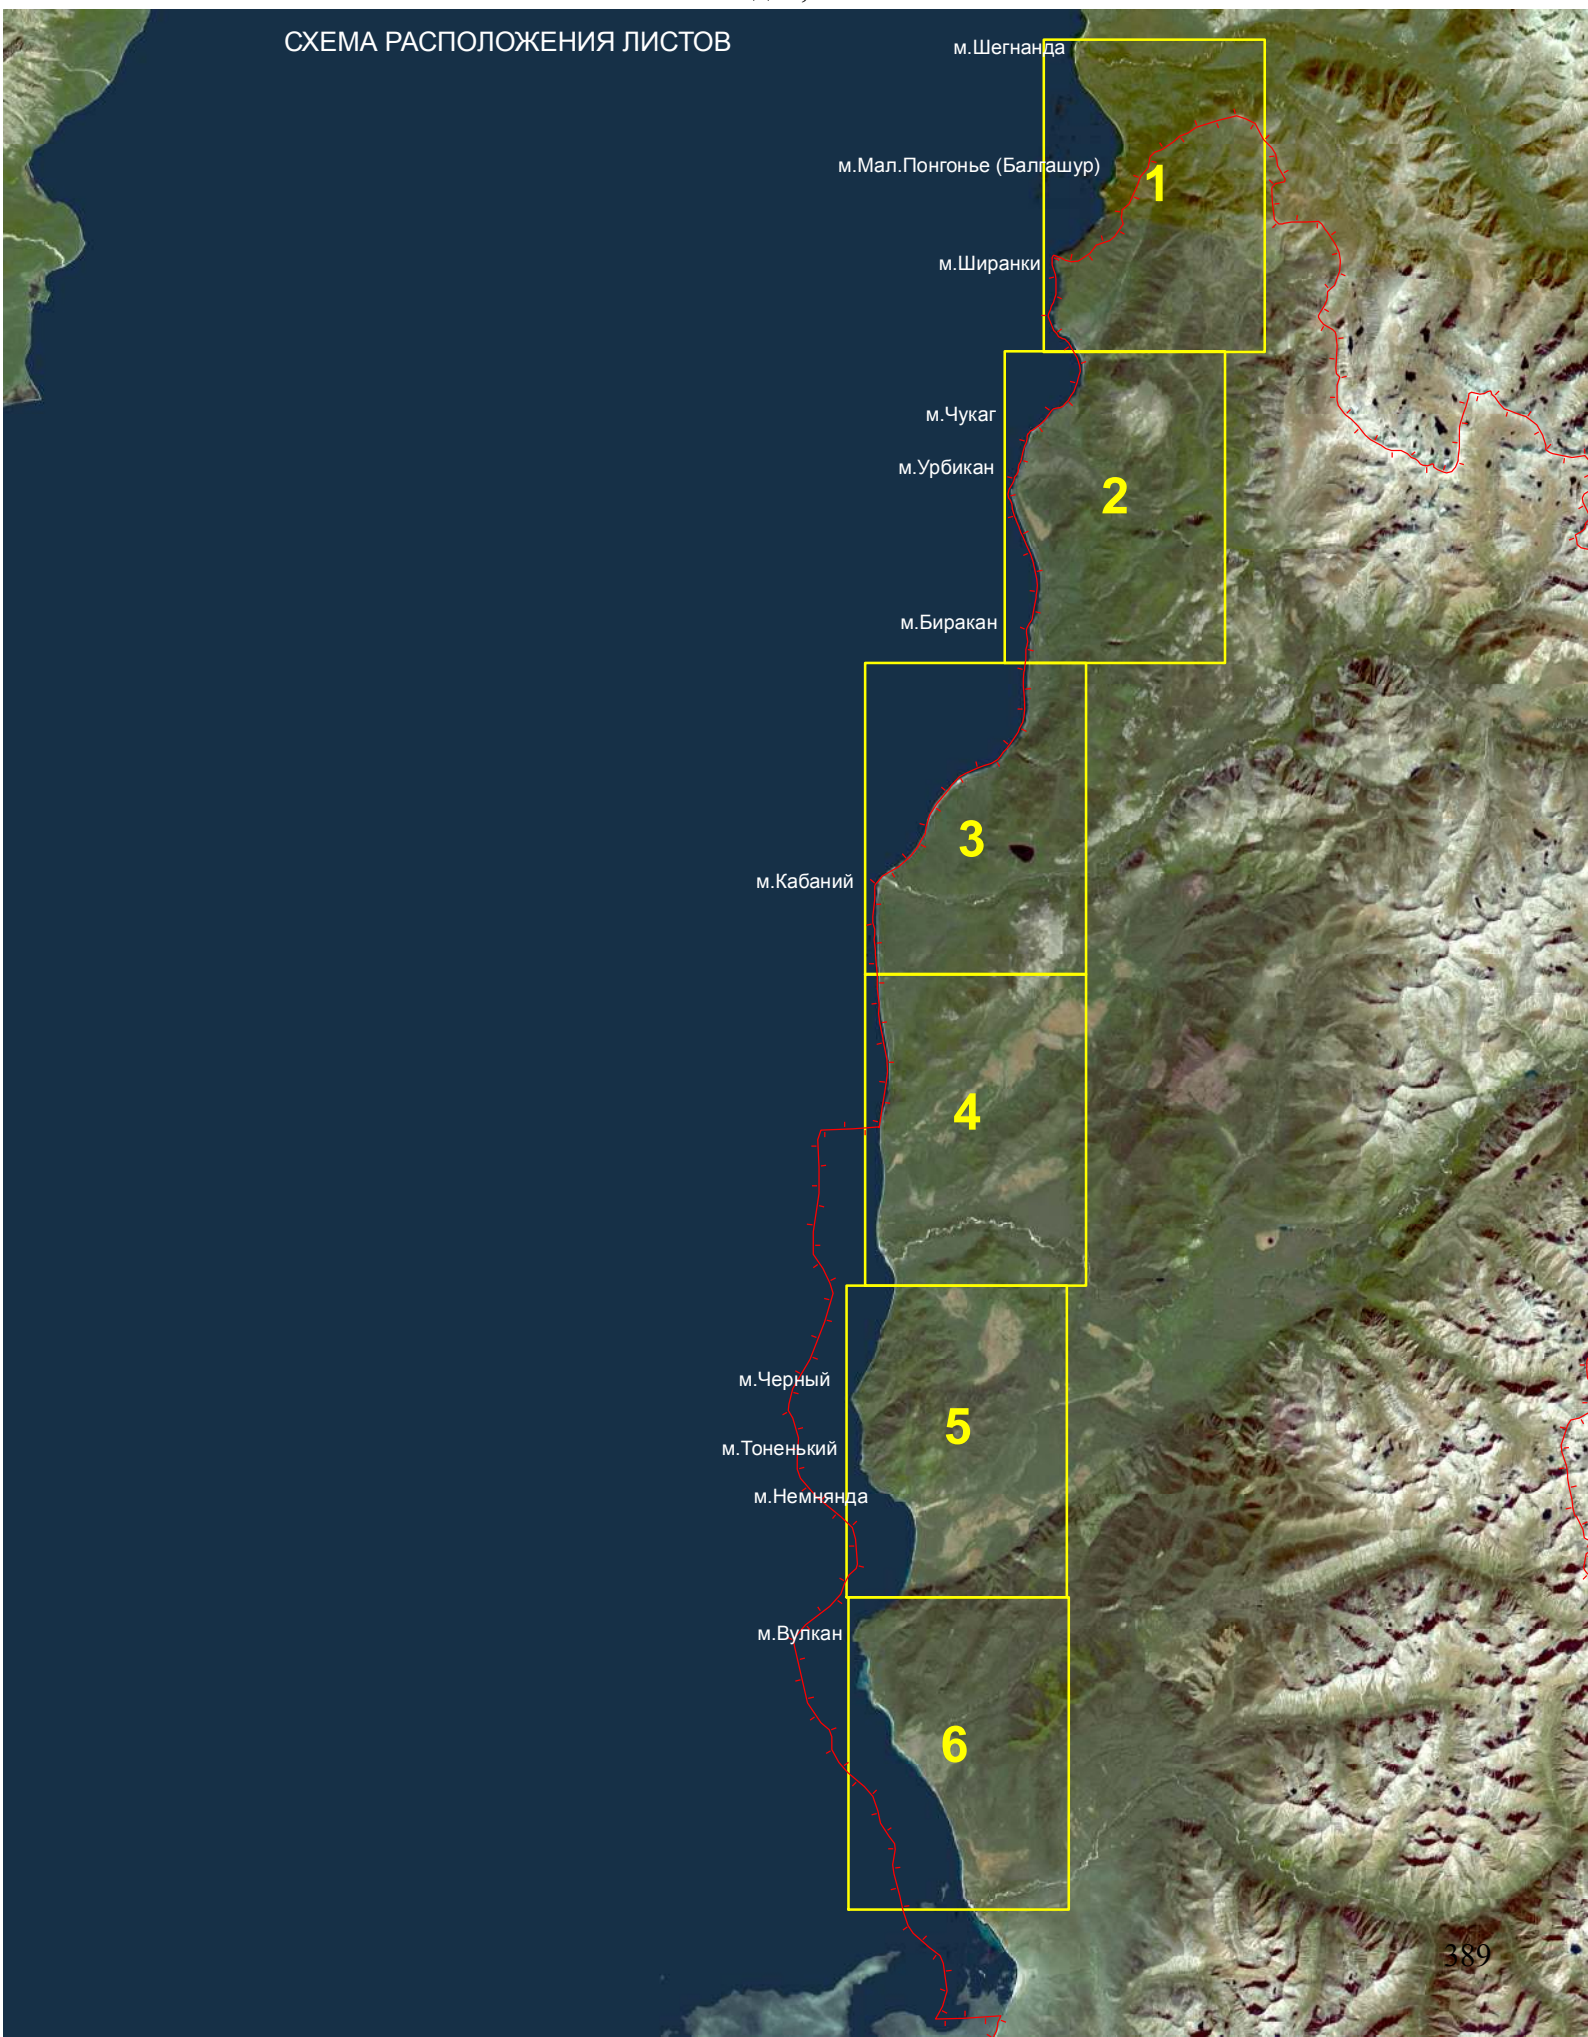 СХЕМА РАСПОЛОЖЕНИЯ ЛИСТОВ
м.Шегнанда
м.Мал.Понгонье (Балгашур)
1
м.Ширанки
м.Чукаг
м.Урбикан
2
м.Биракан
3
м.Кабаний
4
м.Черный
5
м.Тоненький
м.Немнянда
м.Вулкан
6
389